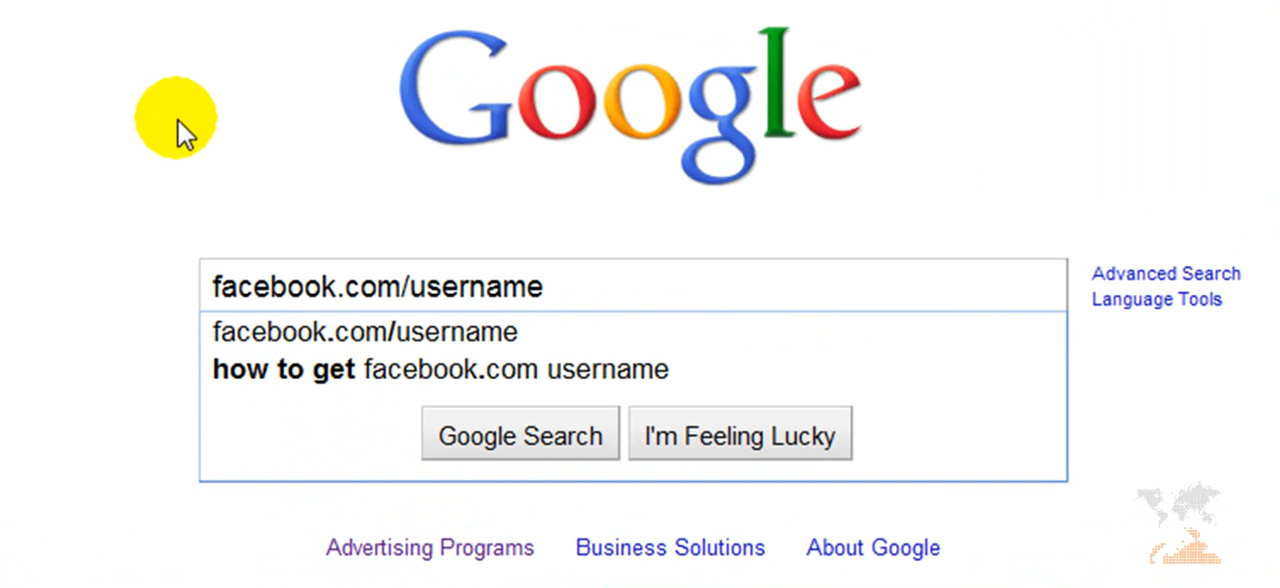 Google
facebook.com/username
Advanced Search
Language Tools
facebook.com/username
how to get facebook.com username
Google Search
I'm Feeling Lucky
Advertising Programs
Business Solutions
About Google